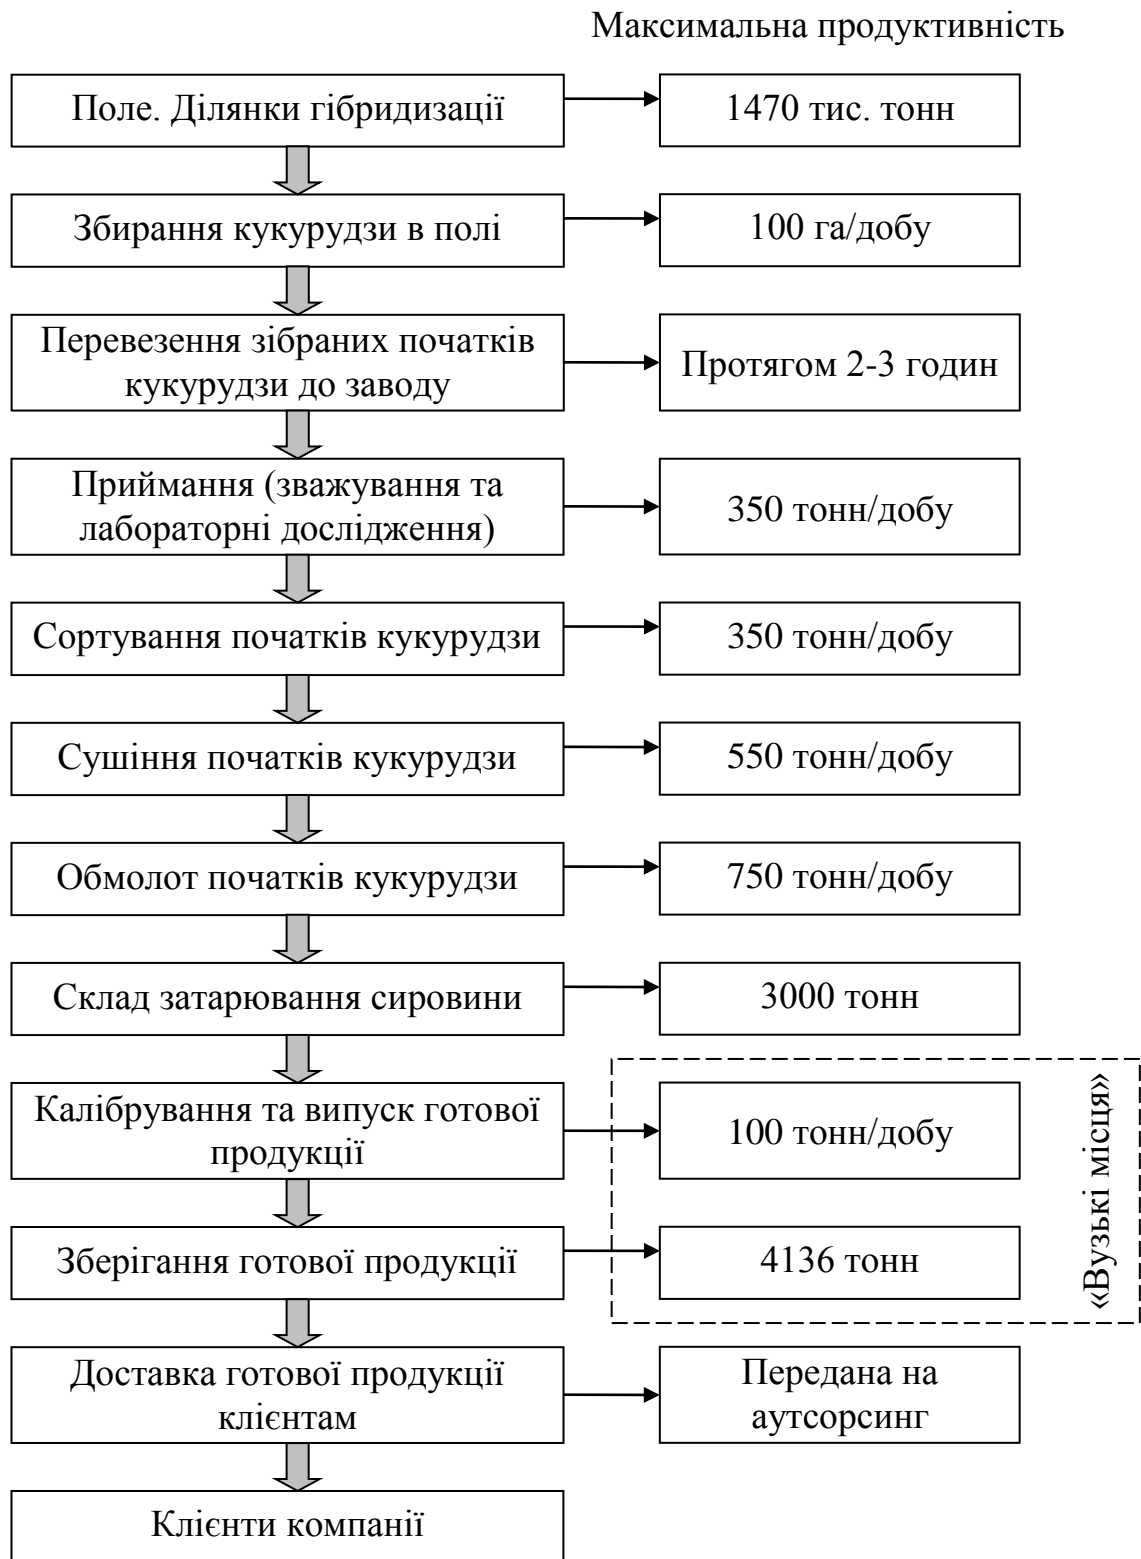 Максимальна продуктивність
Поле. Ділянки гібридизації
1470 тис. тонн
Збирання кукурудзи в полі
100 га/добу
Перевезення зібраних початків
кукурудзи до заводу
Протягом 2-3 годин
Приймання (зважування та
лабораторні дослідження)
350 тонн/добу
Сортування початків кукурудзи
350 тонн/добу
Сушіння початків кукурудзи
550 тонн/добу
Обмолот початків кукурудзи
750 тонн/добу
Склад затарювання сировини
3000 тонн
Калібрування та випуск готової
продукції
100 тонн/добу
Зберігання готової продукції
4136 тонн
«Вузькі місця»
Доставка готової продукції
клієнтам
Передана на
аутсорсинг
Клієнти компанії